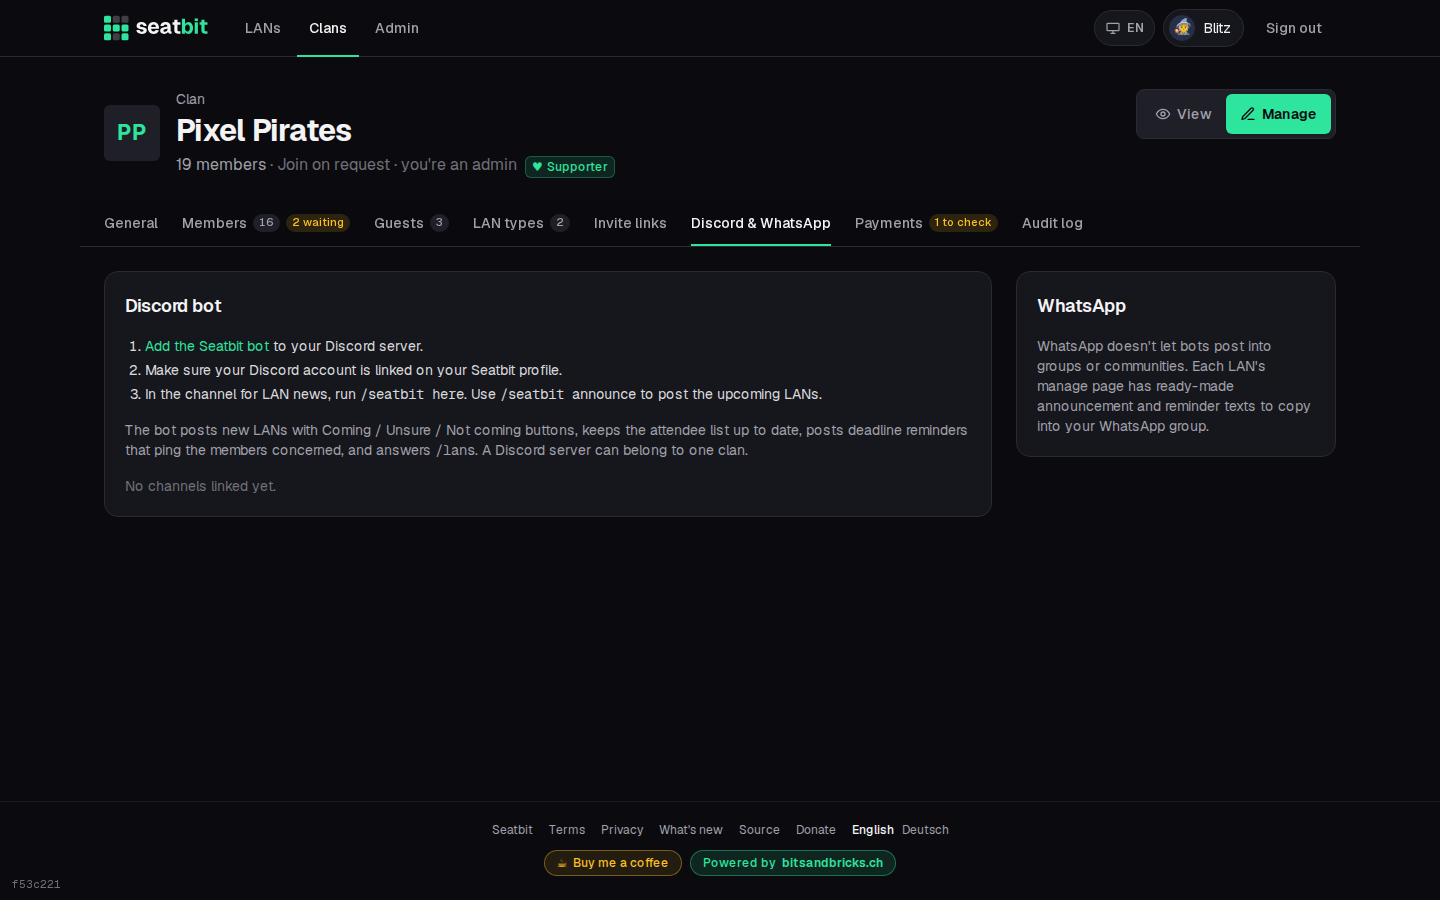 seatbit
LANs
Clans
Admin
EN
Blitz
Sign out
PP
Clan
Pixel Pirates
19 members · Join on request · you're an admin
♥ Supporter
View
Manage
General
Members 16 2 waiting
Guests 3
LAN types 2
Invite links
Discord & WhatsApp
Payments 1 to check
Audit log
Discord bot
1. Add the Seatbit bot to your Discord server.
2. Make sure your Discord account is linked on your Seatbit profile.
3. In the channel for LAN news, run /seatbit here. Use /seatbit announce to post the upcoming LANs.
The bot posts new LANs with Coming / Unsure / Not coming buttons, keeps the attendee list up to date, posts deadline reminders
that ping the members concerned, and answers /lans. A Discord server can belong to one clan.
No channels linked yet.
WhatsApp
WhatsApp doesn't let bots post into
groups or communities. Each LAN's
manage page has ready-made
announcement and reminder texts to copy
into your WhatsApp group.
Seatbit
Terms
Privacy
What's new
Source
Donate
English
Deutsch
Buy me a coffee
Powered by bitsandbricks.ch
f53c221